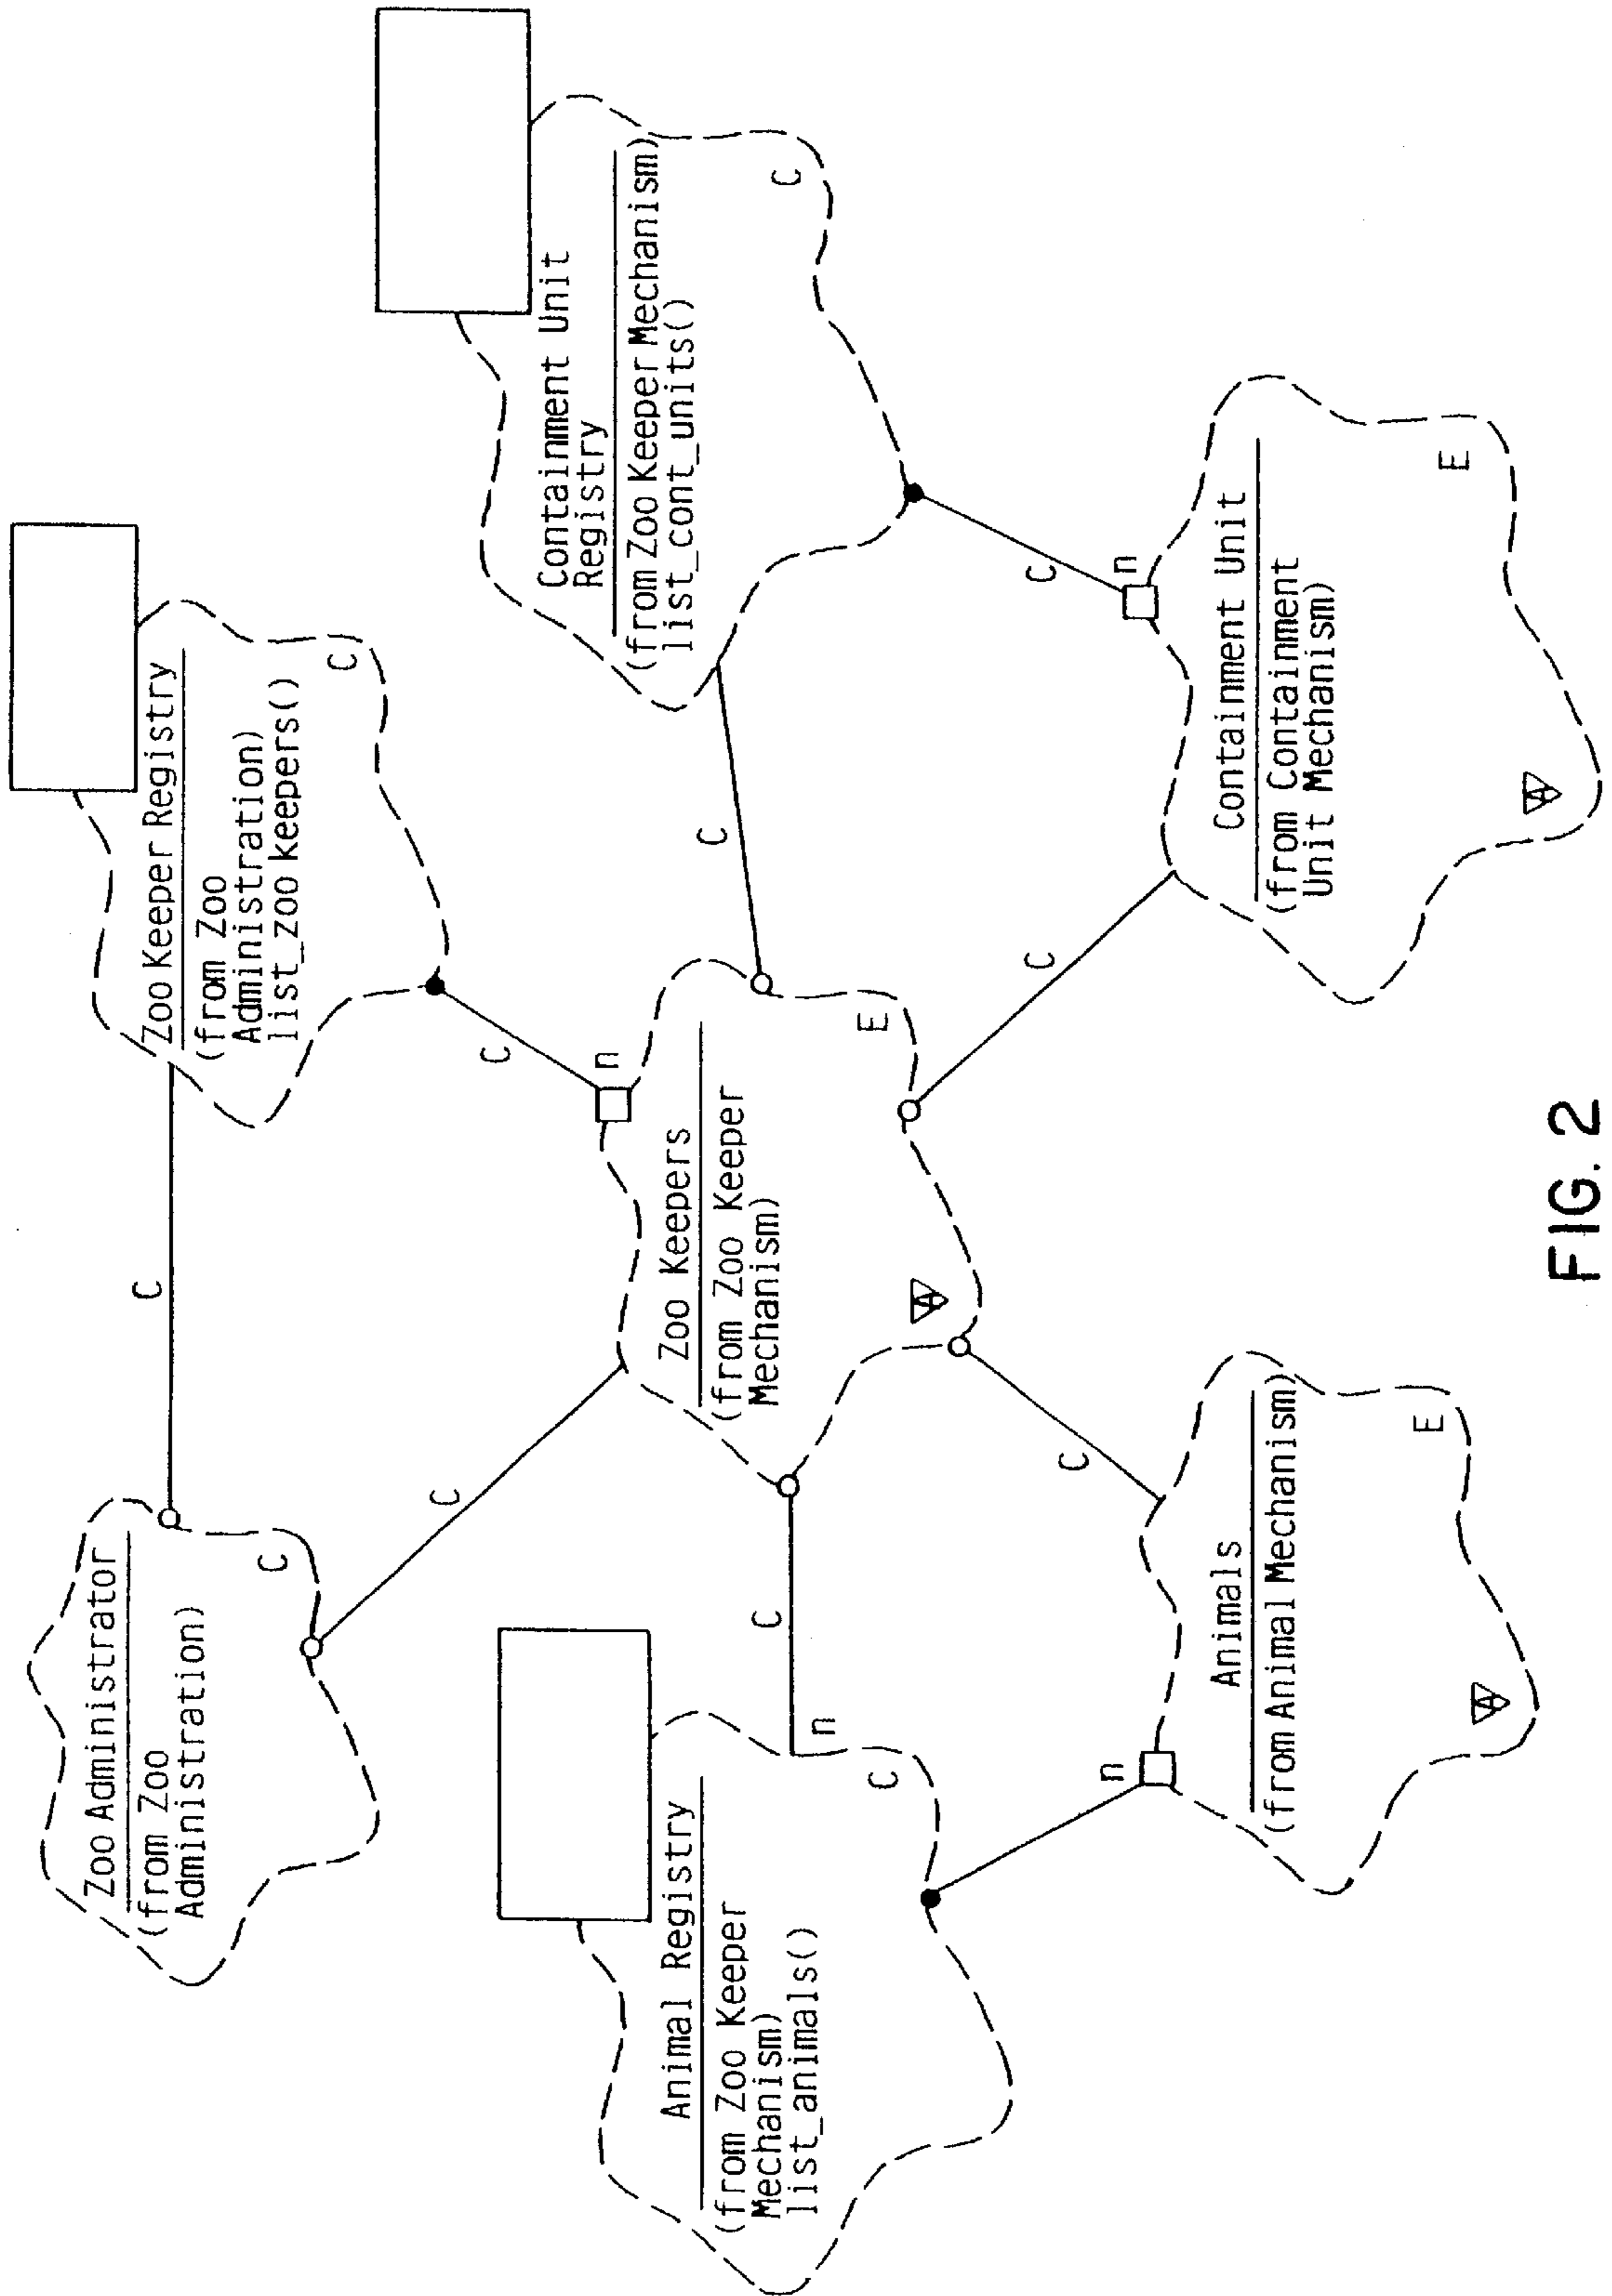 Zoo Administrator
(from Zoo
Administration)
C
C
C
Zoo Keeper Registry
(from Zoo
Administration)
list_zoo keepers()
C
C
n
Animal Registry
(from Zoo Keeper
Mechanism)
list_animals()
C
n
C
Zoo Keepers
(from Zoo Keeper
Mechanism)
E
A
C
Containment Unit
Registry
(from Zoo Keeper Mechanism)
list_cont_units()
C
n
C
Animals
(from Animal Mechanism)
E
A
C
C
n
Containment Unit
(from Containment
Unit Mechanism)
E
A
FIG. 2